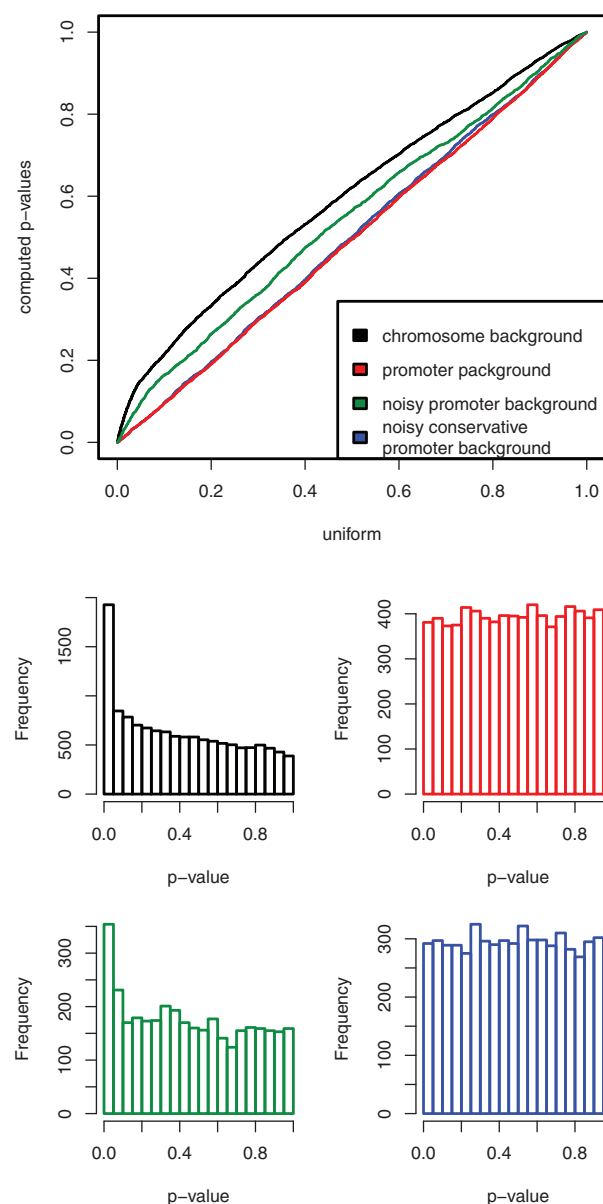 1.0
0.8
0.6
0.4
0.2
0.0
computed p-values
chromosome background
promoter packground
noisy promoter background
noisy conservative
promoter background
0.0 0.2 0.4 0.6 0.8 1.0
uniform
1500
500
0
Frequency
0.0 0.4 0.8
p-value
400
300
200
100
0
Frequency
0.0 0.4 0.8
p-value
300
200
100
0
Frequency
0.0 0.4 0.8
p-value
300
200
100
0
Frequency
0.0 0.4 0.8
p-value